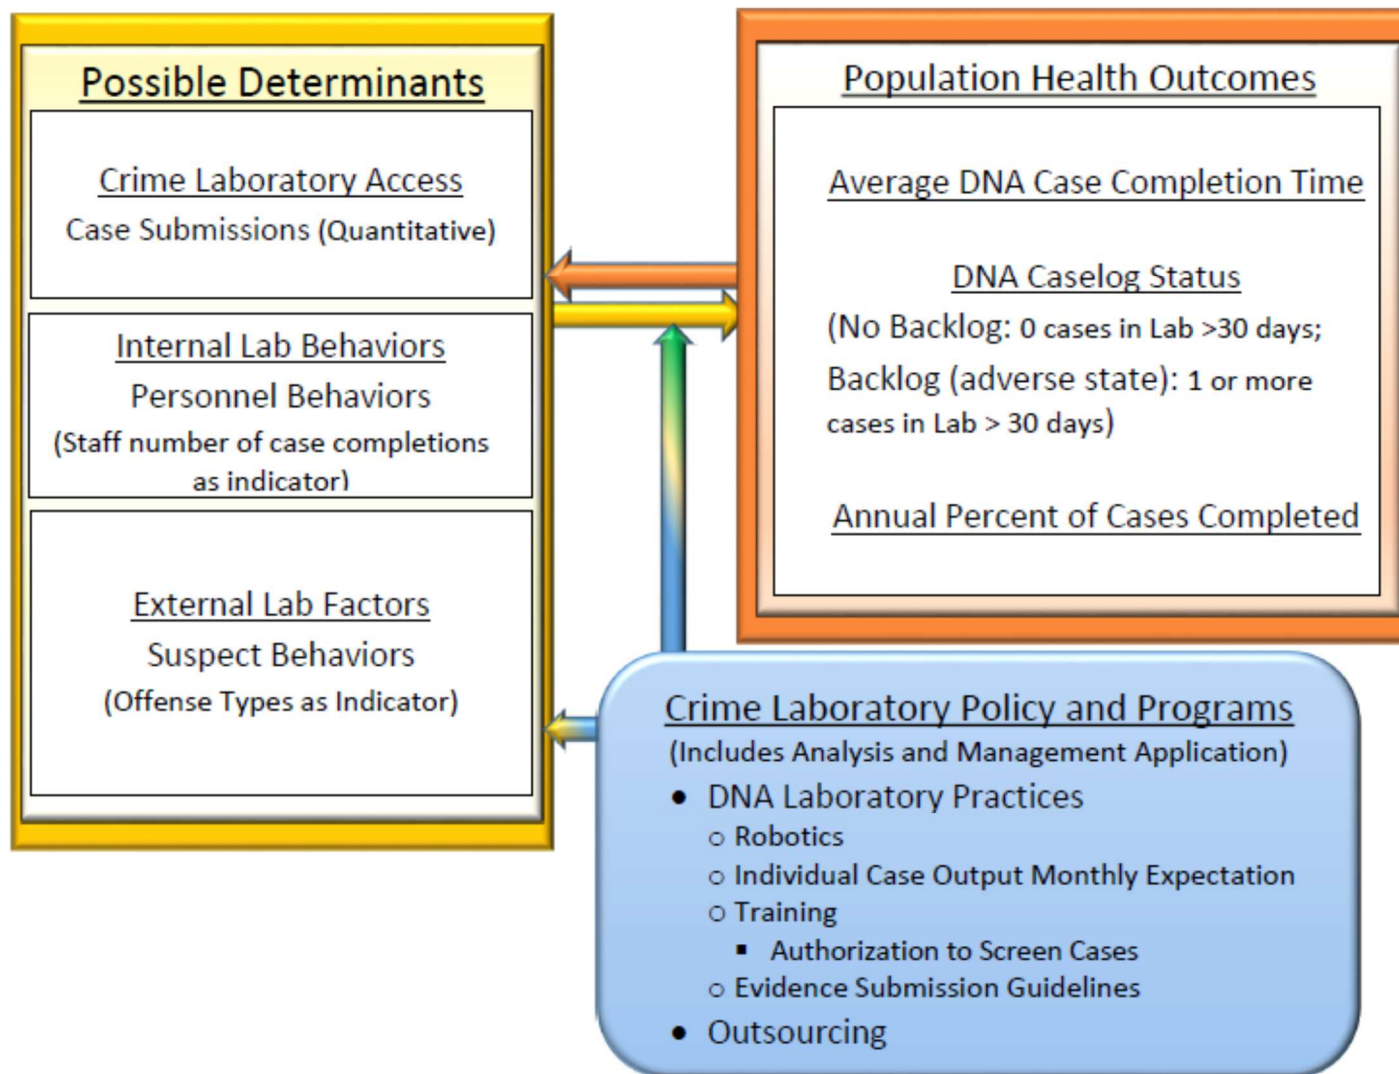 Possible Determinants
Crime Laboratory Access
Case Submissions (Quantitative)
Internal Lab Behaviors
Personnel Behaviors
(Staff number of case completions
as indicator)
External Lab Factors
Suspect Behaviors
(Offense Types as Indicator)
Population Health Outcomes
Average DNA Case Completion Time
DNA Caselog Status
(No Backlog: 0 cases in Lab >30 days;
Backlog (adverse state): 1 or more
cases in Lab > 30 days)
Annual Percent of Cases Completed
Crime Laboratory Policy and Programs
(Includes Analysis and Management Application)
• DNA Laboratory Practices
○ Robotics
○ Individual Case Output Monthly Expectation
○ Training
▪ Authorization to Screen Cases
○ Evidence Submission Guidelines
• Outsourcing